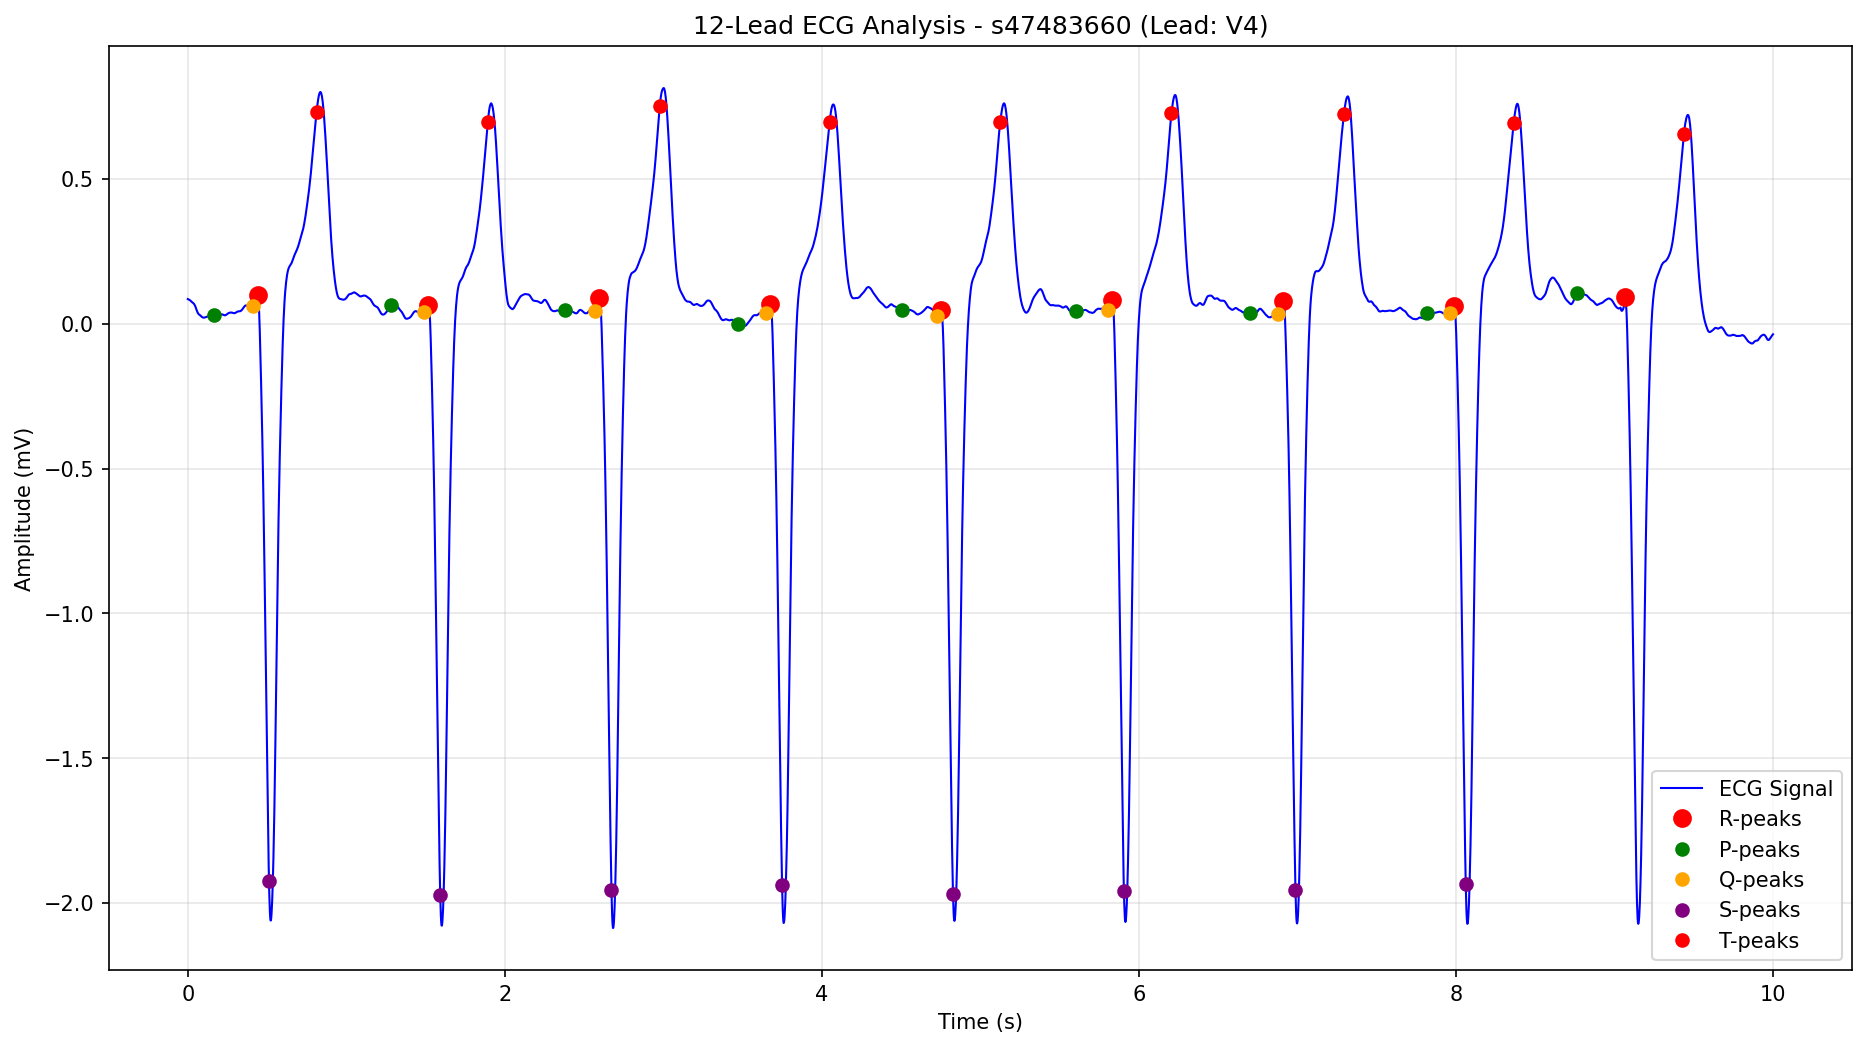 12-Lead ECG Analysis - s47483660 (Lead: V4)
Amplitude (mV)
0.5
0.0
−0.5
−1.0
−1.5
−2.0
0
2
4
6
8
10
Time (s)
ECG Signal
R-peaks
P-peaks
Q-peaks
S-peaks
T-peaks